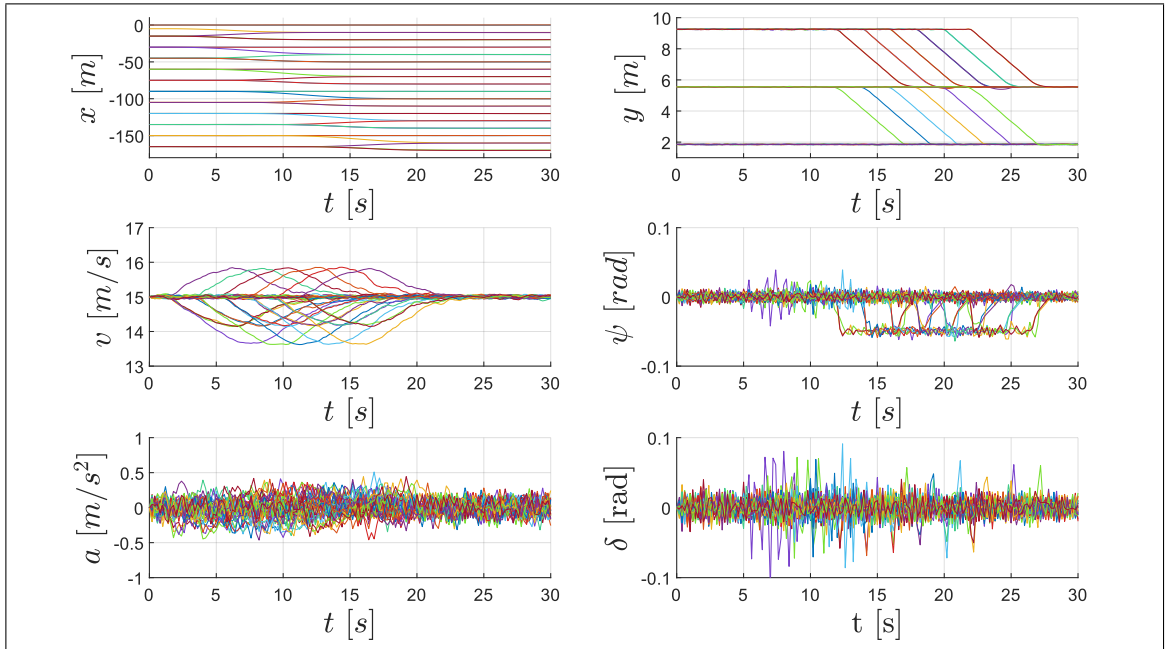 0
-50
-100
-150
x [m]
0 5 10 15 20 25 30
t [s]
10
8
6
4
2
y [m]
0 5 10 15 20 25 30
t [s]
17
16
15
14
13
v [m/s]
0 5 10 15 20 25 30
t [s]
0.1
0
-0.1
ψ [rad]
0 5 10 15 20 25 30
t [s]
1
0.5
0
-0.5
-1
a [m/s²]
0 5 10 15 20 25 30
t [s]
0.1
0
-0.1
δ [rad]
0 5 10 15 20 25 30
t [s]